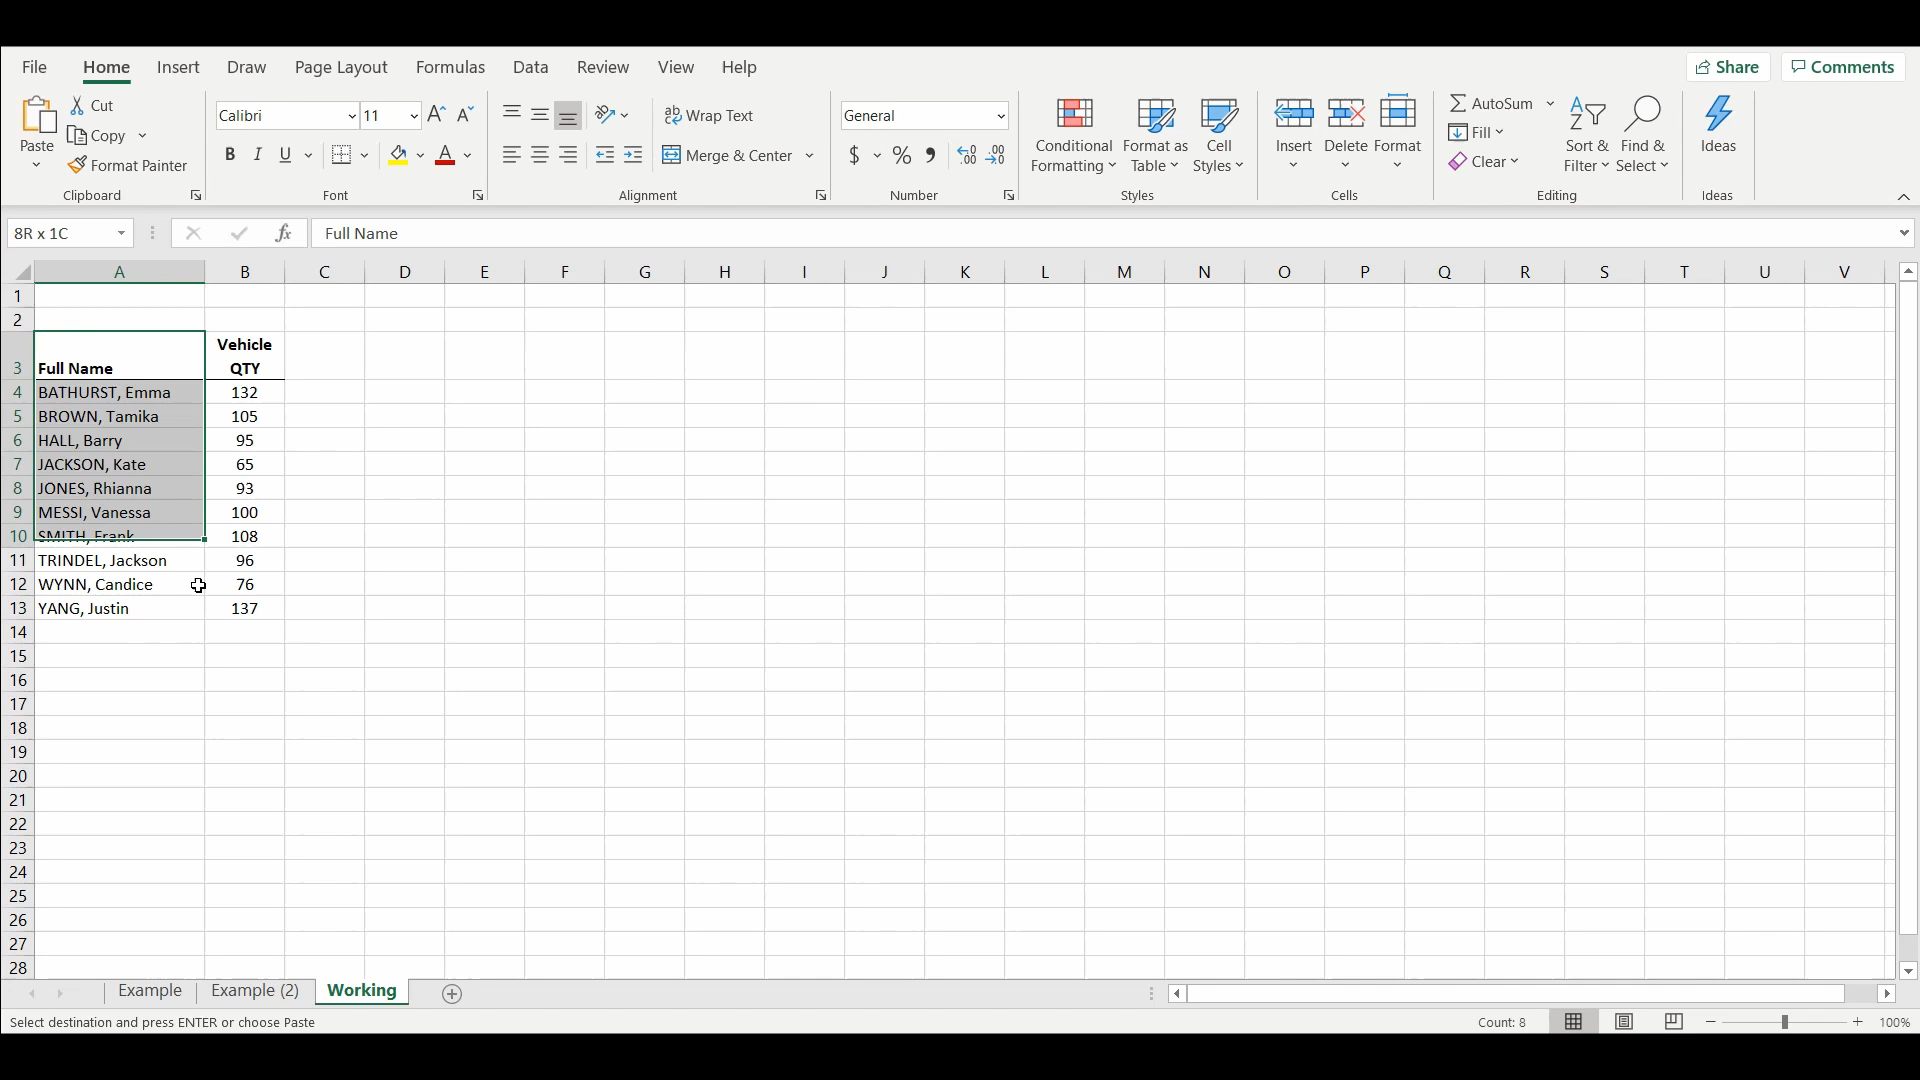 File Home Insert Draw Page Layout Formulas Data Review View Help Share Comments
Paste Cut
Copy
Format Painter
Clipboard
Calibri 11
B I U A
Font
Wrap Text
Merge & Center
Alignment
General
$ %
Number
Conditional Formatting
Format as Table
Cell Styles
Styles
Insert Delete Format
Cells
AutoSum
Fill
Clear
Sort & Filter
Find & Select
Editing
Ideas
Ideas
8R x 1C fx Full Name
A B C D E F G H I J K L M N O P Q R S T U V
1
2
Vehicle
3 Full Name QTY
4 BATHURST, Emma 132
5 BROWN, Tamika 105
6 HALL, Barry 95
7 JACKSON, Kate 65
8 JONES, Rhianna 93
9 MESSI, Vanessa 100
10 SMITH, Frank 108
11 TRINDEL, Jackson 96
12 WYNN, Candice 76
13 YANG, Justin 137
14
15
16
17
18
19
20
21
22
23
24
25
26
27
28
Example Example (2) Working
Select destination and press ENTER or choose Paste Count: 8 100%